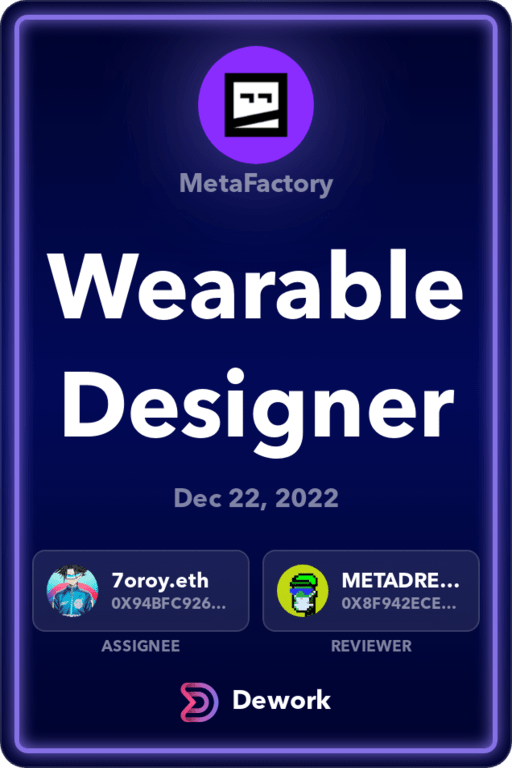 MetaFactory
Wearable
Designer
Dec 22, 2022
7oroy.eth
0X94BFC926...
METADRE...
0X8F942ECE...
ASSIGNEE
REVIEWER
Dework